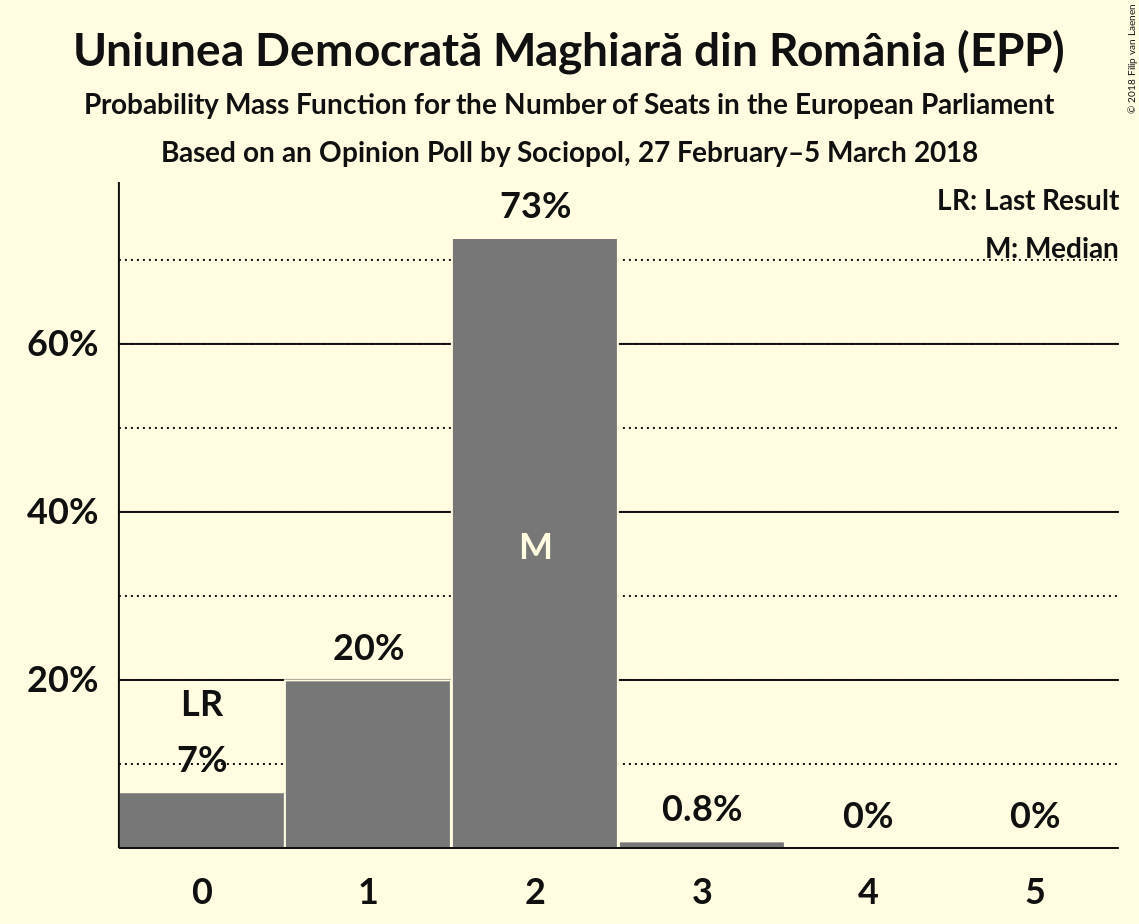 Uniunea Democrată Maghiară din România (EPP)
Probability Mass Function for the Number of Seats in the European Parliament
Based on an Opinion Poll by Sociopol, 27 February–5 March 2018
© 2018 Filip van Laenen
LR: Last Result
M: Median
73%
60%
40%
M
20%
20%
LR
7%
0.8%
0%
0%
0
1
2
3
4
5